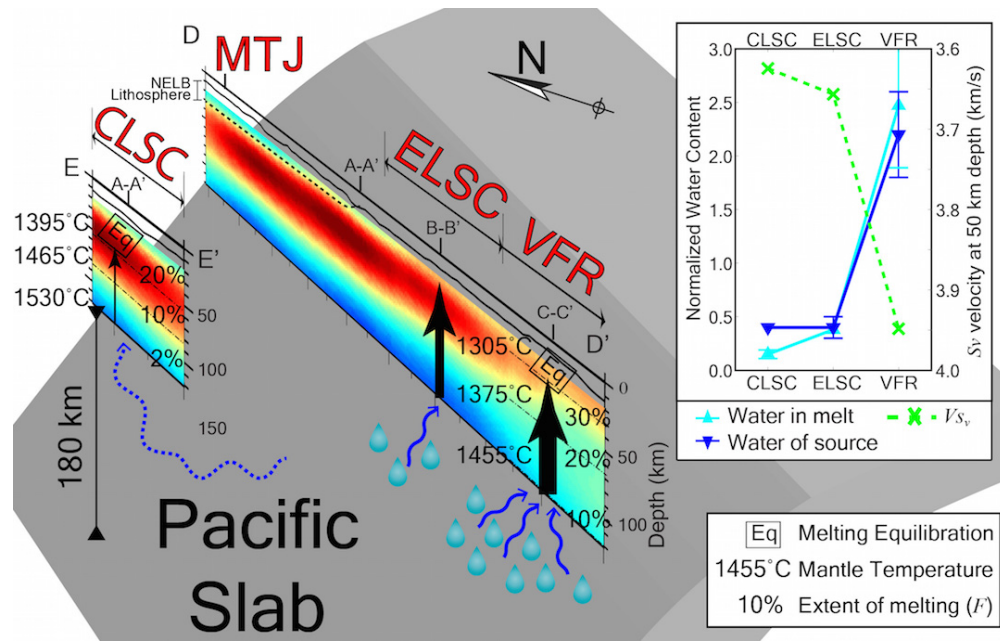 D
MTJ
NELB
Lithosphere
N
CLSC
E
A-A'
E'
1395°C
1465°C
1530°C
Eq
20%
10%
2%
50
100
150
180 km
A-A'
ELSC
B-B'
VFR
C-C'
D'
1305°C
1375°C
1455°C
Eq
30%
20%
10%
0
50
100
Depth (km)
Pacific
Slab
CLSC ELSC VFR
3.0
2.5
2.0
1.5
1.0
0.5
0.0
Normalized Water Content
3.6
3.7
3.8
3.9
4.0
Sv velocity at 50 km depth (km/s)
CLSC ELSC VFR
Water in melt
Vsv
Water of source
Eq Melting Equilibration
1455°C Mantle Temperature
10% Extent of melting (F)